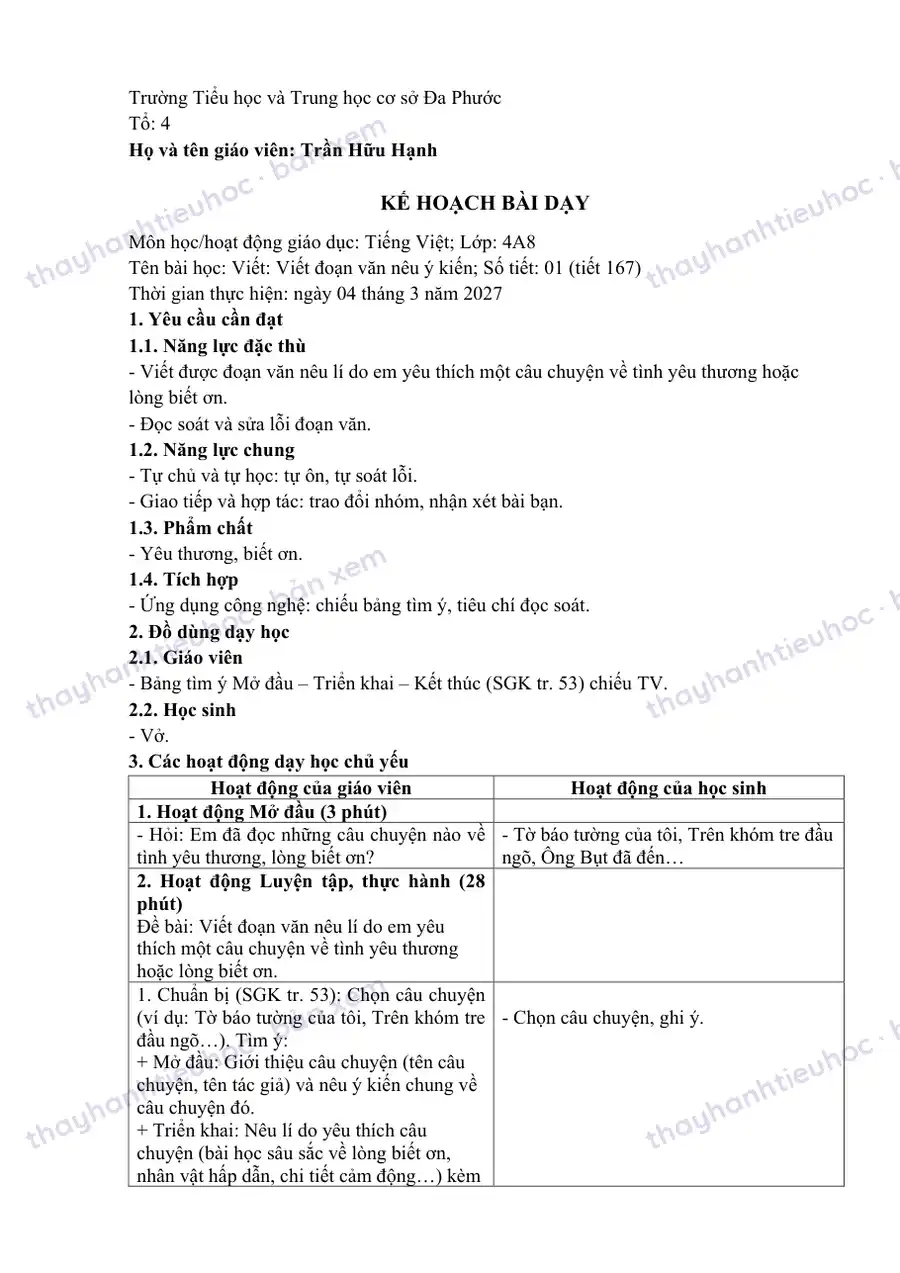 Trường Tiểu học và Trung học cơ sở Đa Phước
Tổ: 4
Họ và tên giáo viên: Trần Hữu Hạnh
KẾ HOẠCH BÀI DẠY
Môn học/hoạt động giáo dục: Tiếng Việt; Lớp: 4A8
Tên bài học: Viết: Viết đoạn văn nêu ý kiến; Số tiết: 01 (tiết 167)
Thời gian thực hiện: ngày 04 tháng 3 năm 2027
1. Yêu cầu cần đạt
1.1. Năng lực đặc thù
- Viết được đoạn văn nêu lí do em yêu thích một câu chuyện về tình yêu thương hoặc
lòng biết ơn.
- Đọc soát và sửa lỗi đoạn văn.
1.2. Năng lực chung
- Tự chủ và tự học: tự ôn, tự soát lỗi.
- Giao tiếp và hợp tác: trao đổi nhóm, nhận xét bài bạn.
1.3. Phẩm chất
- Yêu thương, biết ơn.
1.4. Tích hợp
- Ứng dụng công nghệ: chiếu bảng tìm ý, tiêu chí đọc soát.
2. Đồ dùng dạy học
2.1. Giáo viên
- Bảng tìm ý Mở đầu – Triển khai – Kết thúc (SGK tr. 53) chiếu TV.
2.2. Học sinh
- Vở.
3. Các hoạt động dạy học chủ yếu
Hoạt động của giáo viên
Hoạt động của học sinh
1. Hoạt động Mở đầu (3 phút)
- Hỏi: Em đã đọc những câu chuyện nào về
tình yêu thương, lòng biết ơn?
- Tờ báo tường của tôi, Trên khóm tre đầu
ngõ, Ông Bụt đã đến…
2. Hoạt động Luyện tập, thực hành (28
phút)
Đề bài: Viết đoạn văn nêu lí do em yêu
thích một câu chuyện về tình yêu thương
hoặc lòng biết ơn.
1. Chuẩn bị (SGK tr. 53): Chọn câu chuyện
(ví dụ: Tờ báo tường của tôi, Trên khóm tre
đầu ngõ…). Tìm ý:
+ Mở đầu: Giới thiệu câu chuyện (tên câu
chuyện, tên tác giả) và nêu ý kiến chung về
câu chuyện đó.
+ Triển khai: Nêu lí do yêu thích câu
chuyện (bài học sâu sắc về lòng biết ơn,
nhân vật hấp dẫn, chi tiết cảm động…) kèm
- Chọn câu chuyện, ghi ý.
thayhanhtieuhoc · bản xem
thayhanhtieuhoc · b
thayhanhtieuhoc · bản xem
thayhanhtieuhoc · b
thayhanhtieuhoc · bản xem
thayhanhtieuhoc · b